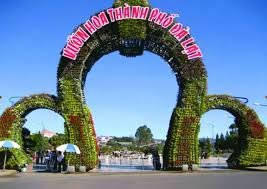 VƯỜN HOA THÀNH PHỐ ĐÀ LẠT